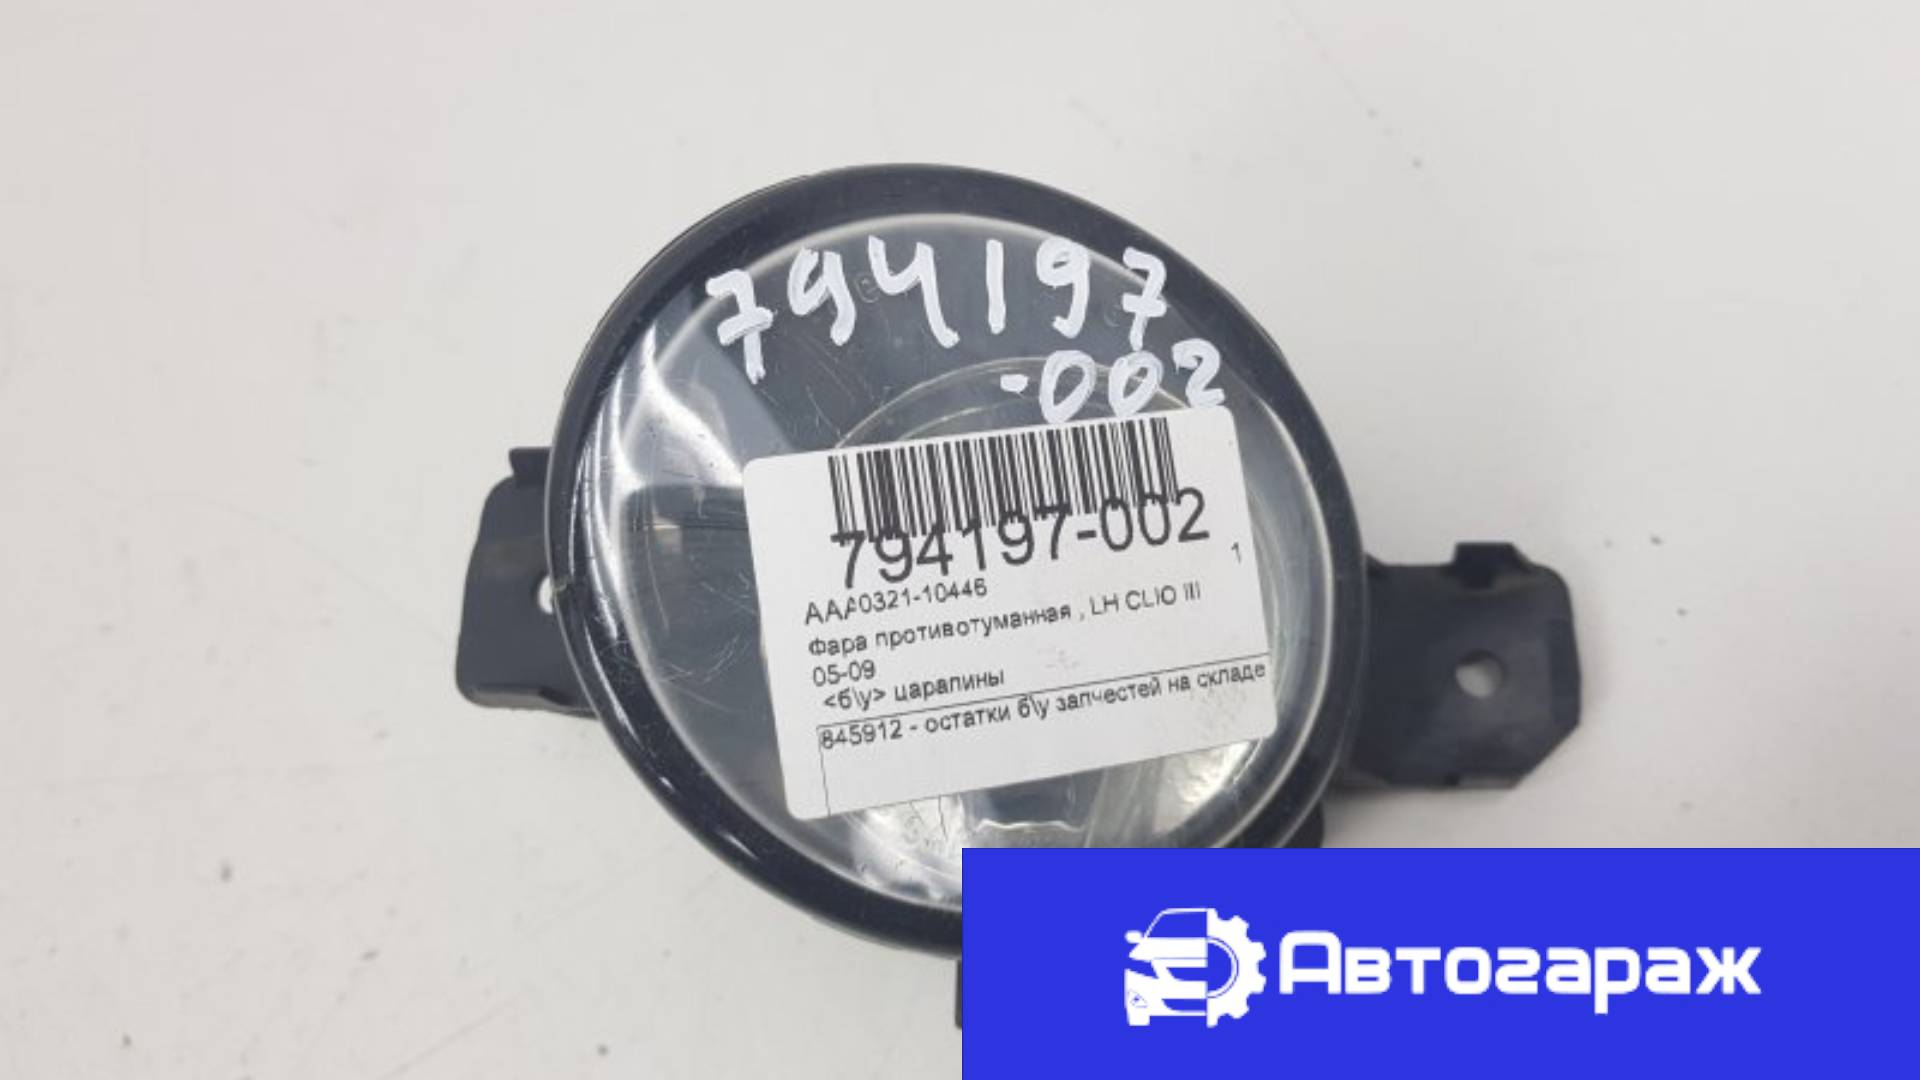 794197
-002
794197-002
AAA0321-10446
1
Фара противотуманная , LH CLIO III
05-09
<б\у> царапины
845912 - остатки б\у запчестей на складе
Автогараж